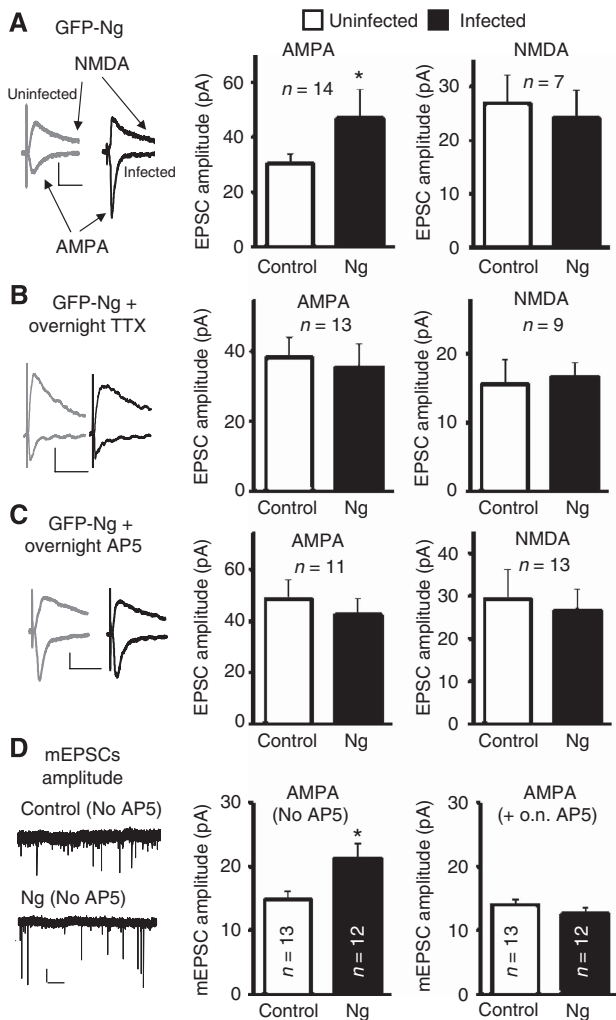 Uninfected Infected
A
GFP-Ng
NMDA
Uninfected
Infected
AMPA
AMPA
n = 14
*
EPSC amplitude (pA)
60
40
20
0
Control Ng
NMDA
n = 7
EPSC amplitude (pA)
30
20
10
0
Control Ng
B
GFP-Ng +
overnight TTX
AMPA
n = 13
EPSC amplitude (pA)
40
20
0
Control Ng
NMDA
n = 9
EPSC amplitude (pA)
20
10
0
Control Ng
C
GFP-Ng +
overnight AP5
AMPA
n = 11
EPSC amplitude (pA)
60
40
20
0
Control Ng
NMDA
n = 13
EPSC amplitude (pA)
40
30
20
10
0
Control Ng
D
mEPSCs
amplitude
Control (No AP5)
Ng (No AP5)
AMPA
(No AP5)
*
mEPSC amplitude (pA)
30
20
10
0
n = 13
n = 12
Control Ng
AMPA
(+ o.n. AP5)
mEPSC amplitude (pA)
30
20
10
0
n = 13
n = 12
Control Ng